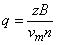 q = zB / v_m n